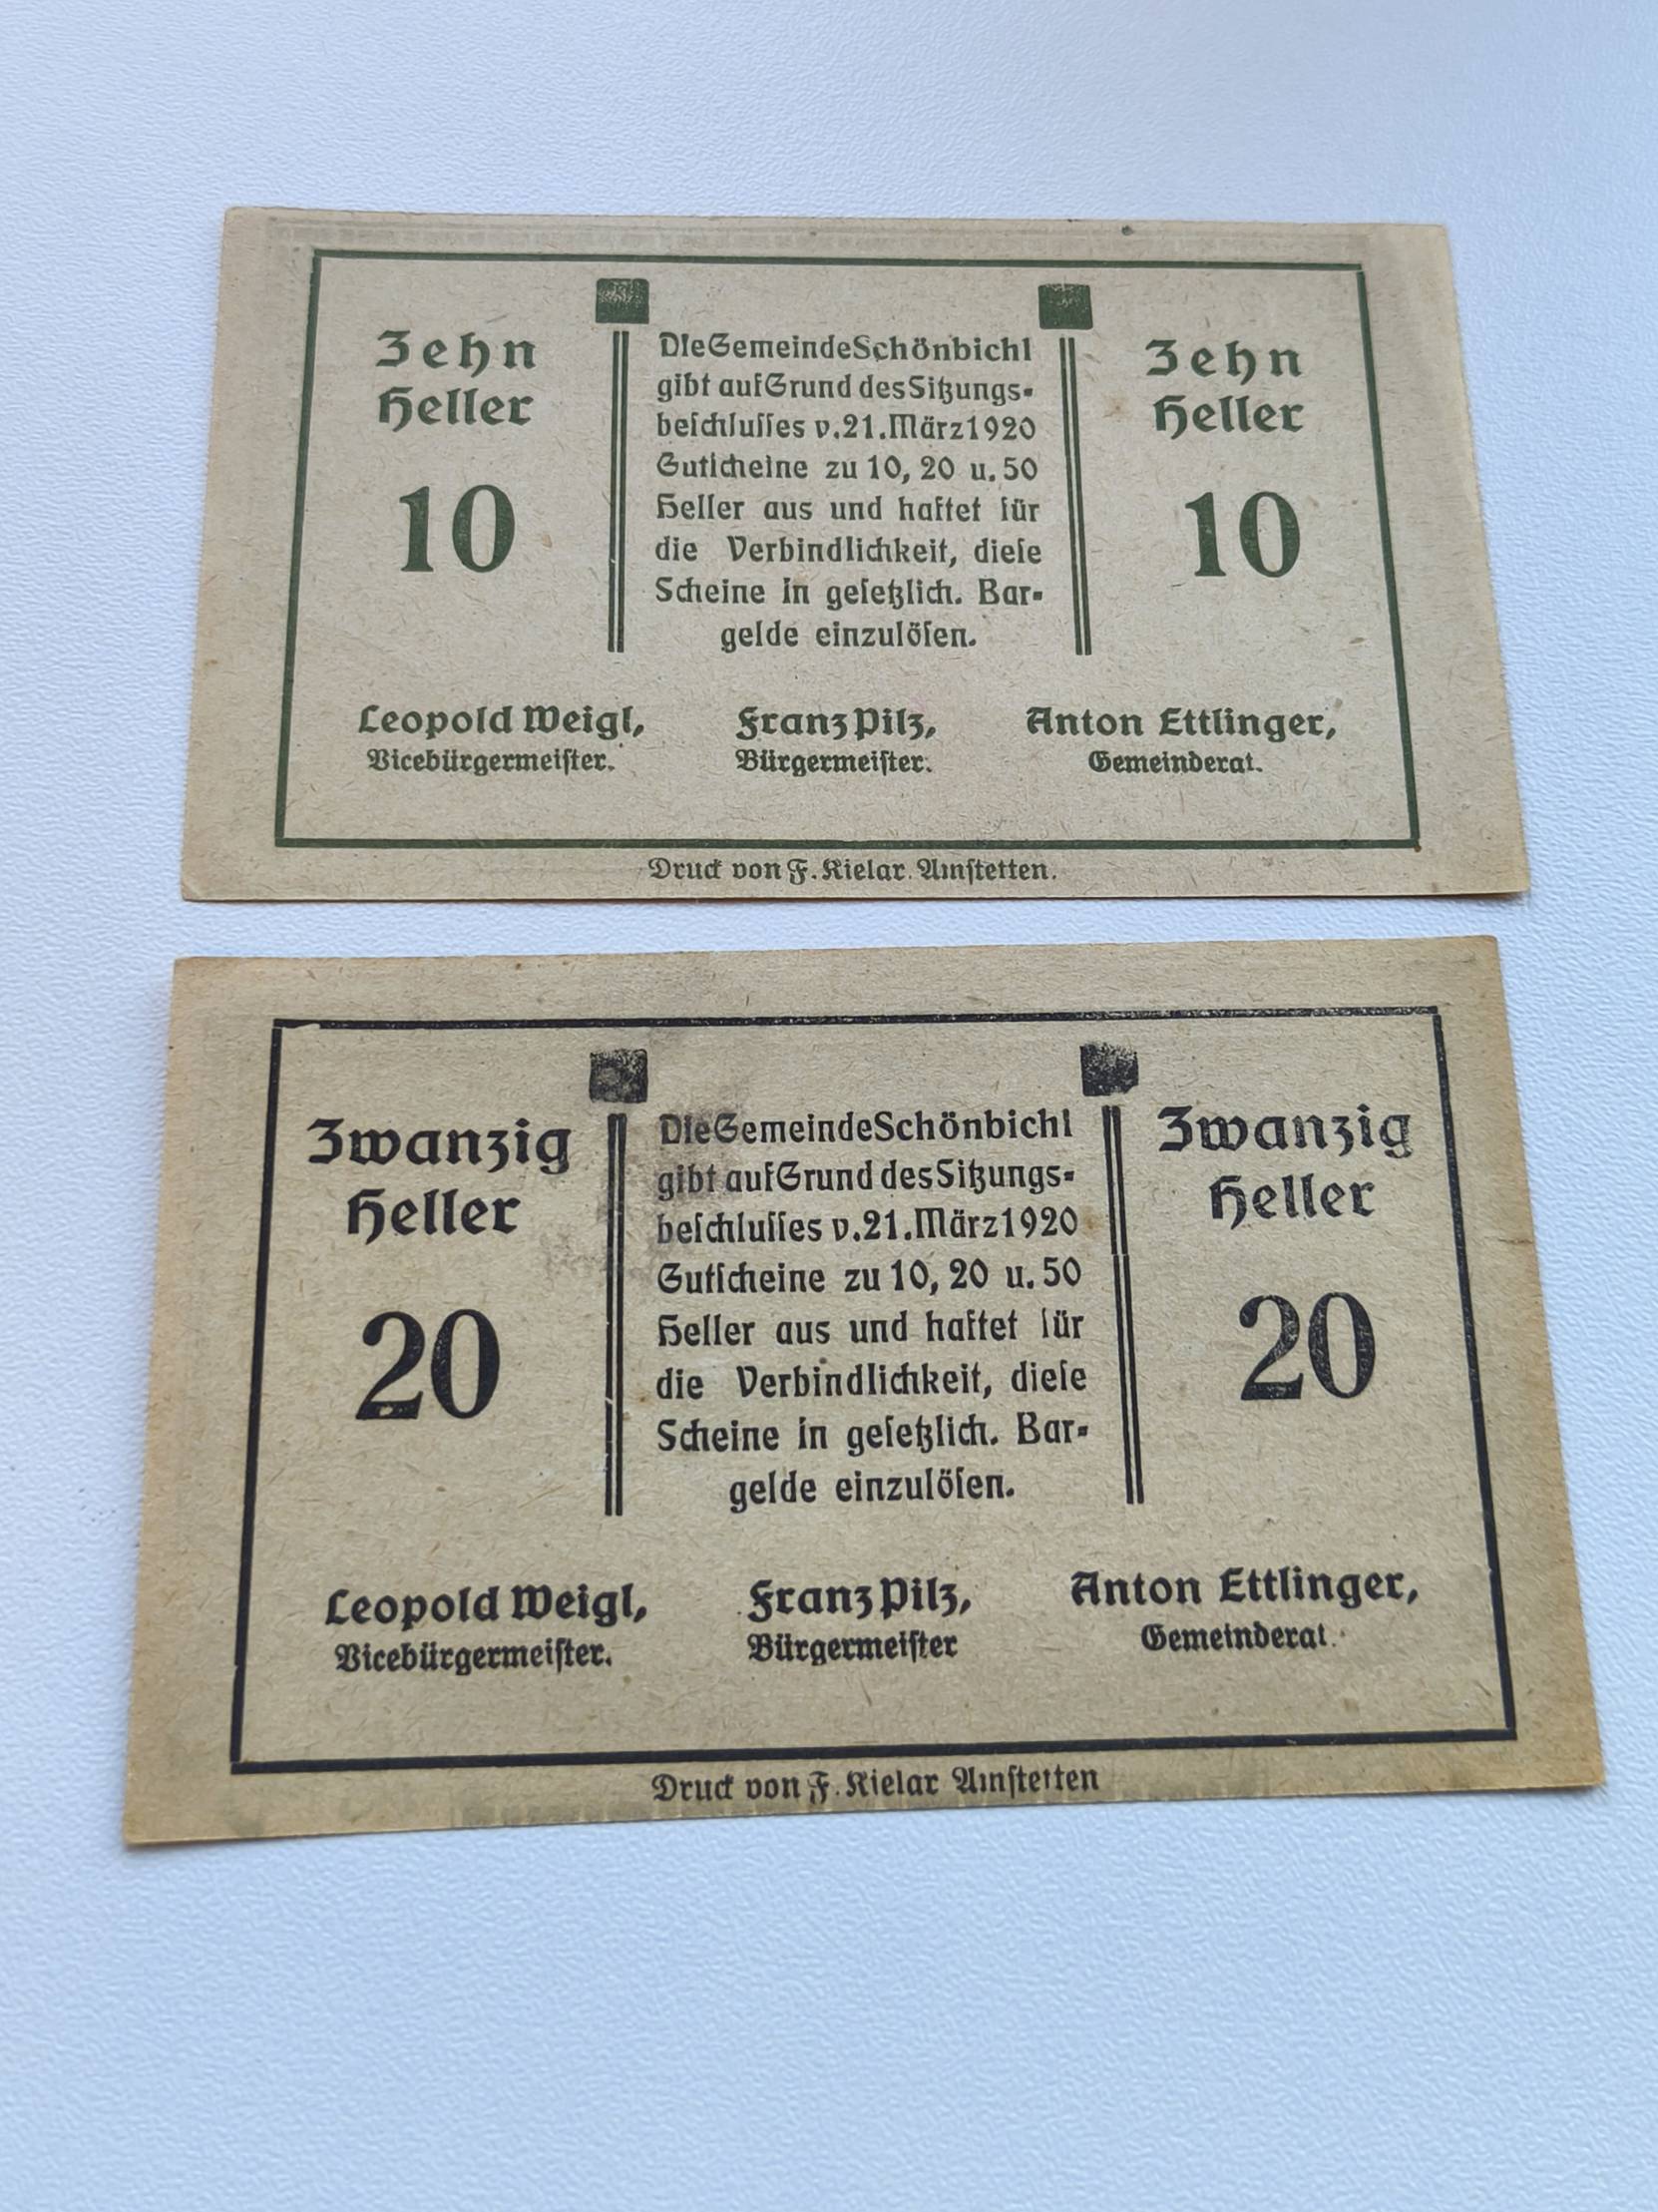 Zehn
Heller
10
Die Gemeinde Schönbichl
gibt auf Grund des Sitzungs-
beschlusses v. 21. März 1920
Gutscheine zu 10, 20 u. 50
Heller aus und haftet für
die Verbindlichkeit, diese
Scheine in gesetzlich. Bar-
gelde einzulösen.
Zehn
Heller
10
Leopold Weigl,
Vicebürgermeister.
Franz Pilz,
Bürgermeister.
Anton Ettlinger,
Gemeinderat.
Druck von F. Kielar. Amstetten.
Zwanzig
Heller
20
Die Gemeinde Schönbichl
gibt auf Grund des Sitzungs-
beschlusses v. 21. März 1920
Gutscheine zu 10, 20 u. 50
Heller aus und haftet für
die Verbindlichkeit, diese
Scheine in gesetzlich. Bar-
gelde einzulösen.
Zwanzig
Heller
20
Leopold Weigl,
Vicebürgermeister.
Franz Pilz,
Bürgermeister
Anton Ettlinger,
Gemeinderat.
Druck von F. Kielar Amstetten